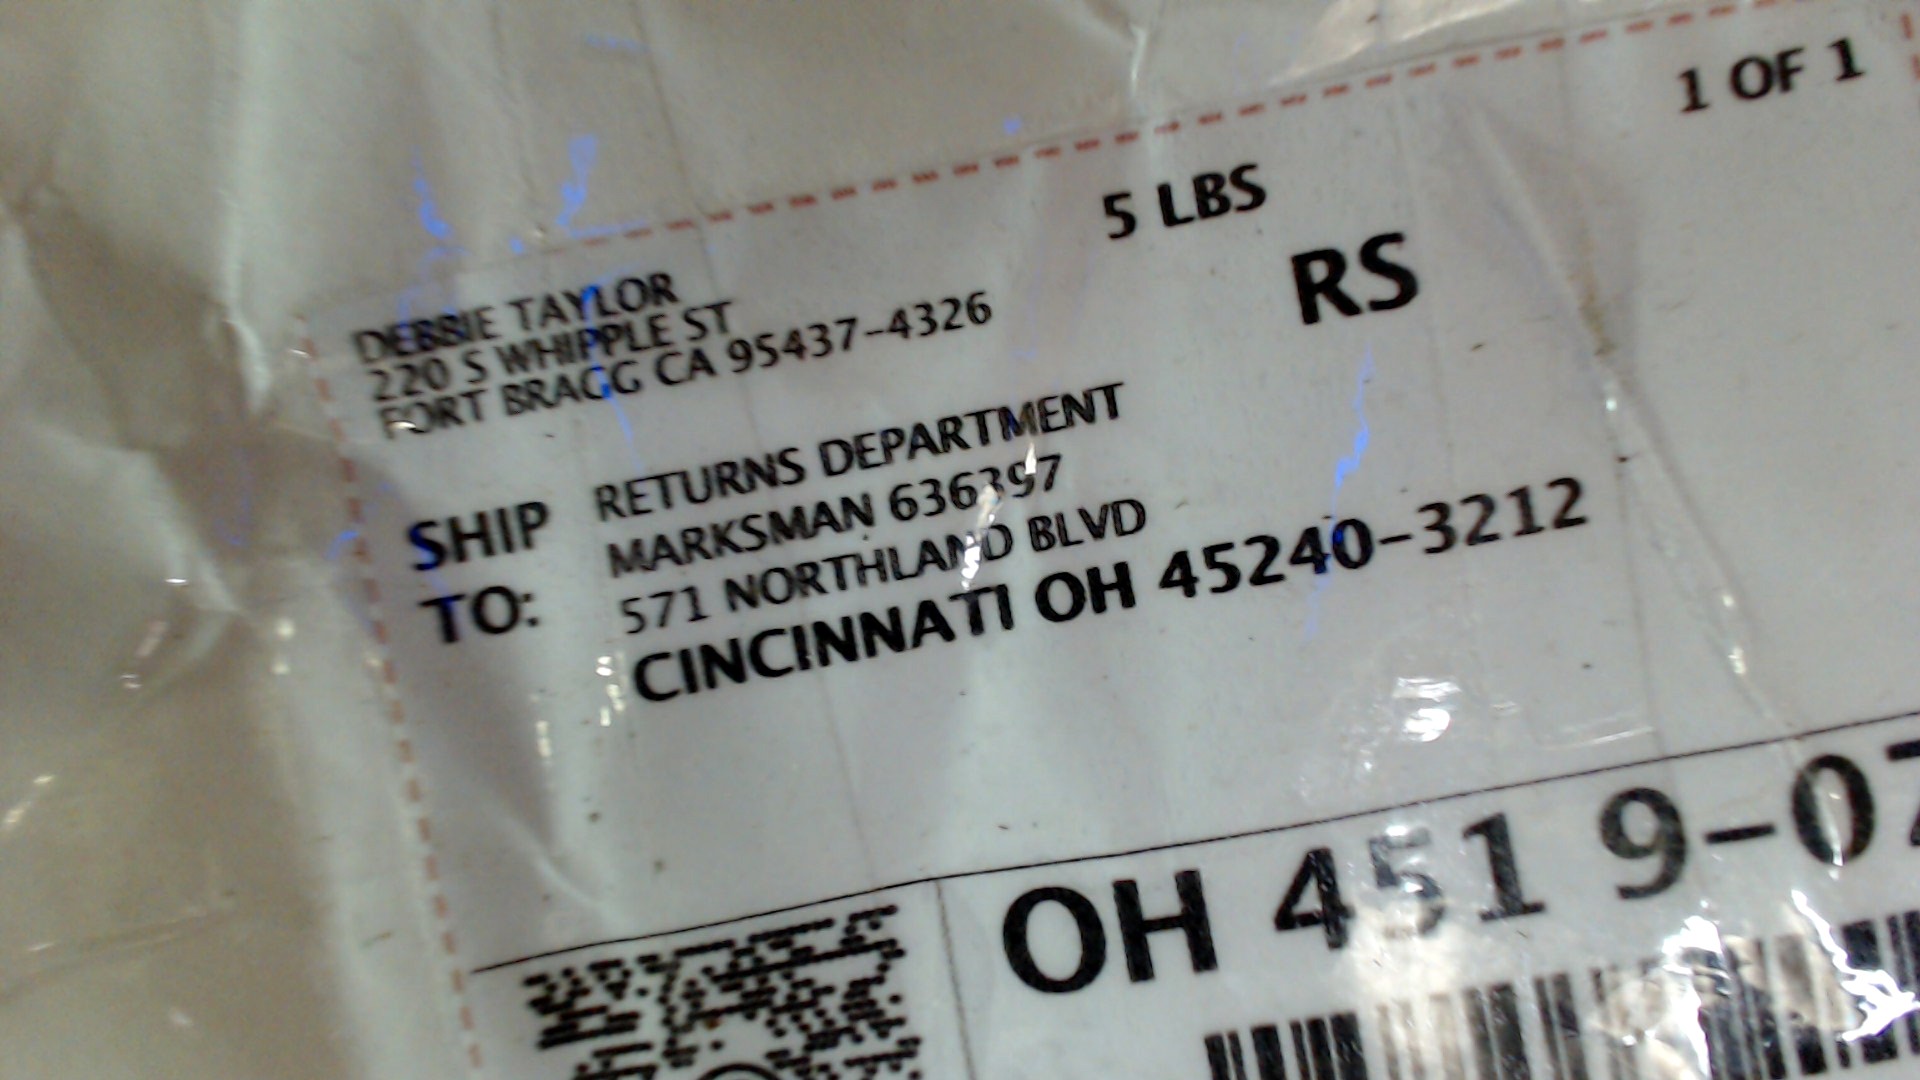 1 OF 1
5 LBS
RS
DEBBIE TAYLOR
220 S WHIPPLE ST
FORT BRAGG CA 95437-4326
SHIP TO:
RETURNS DEPARTMENT
MARKSMAN 636397
571 NORTHLAND BLVD
CINCINNATI OH 45240-3212
OH 451 9-0